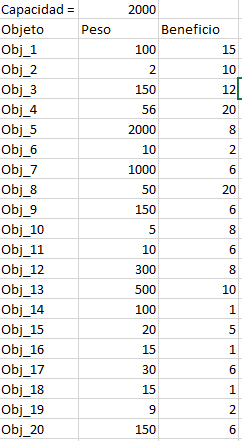 Capacidad = 2000
Objeto Peso Beneficio
Obj_1 100 15
Obj_2 2 10
Obj_3 150 12
Obj_4 56 20
Obj_5 2000 8
Obj_6 10 2
Obj_7 1000 6
Obj_8 50 20
Obj_9 150 6
Obj_10 5 8
Obj_11 10 6
Obj_12 300 8
Obj_13 500 10
Obj_14 100 1
Obj_15 20 5
Obj_16 15 1
Obj_17 30 6
Obj_18 15 1
Obj_19 9 2
Obj_20 150 6